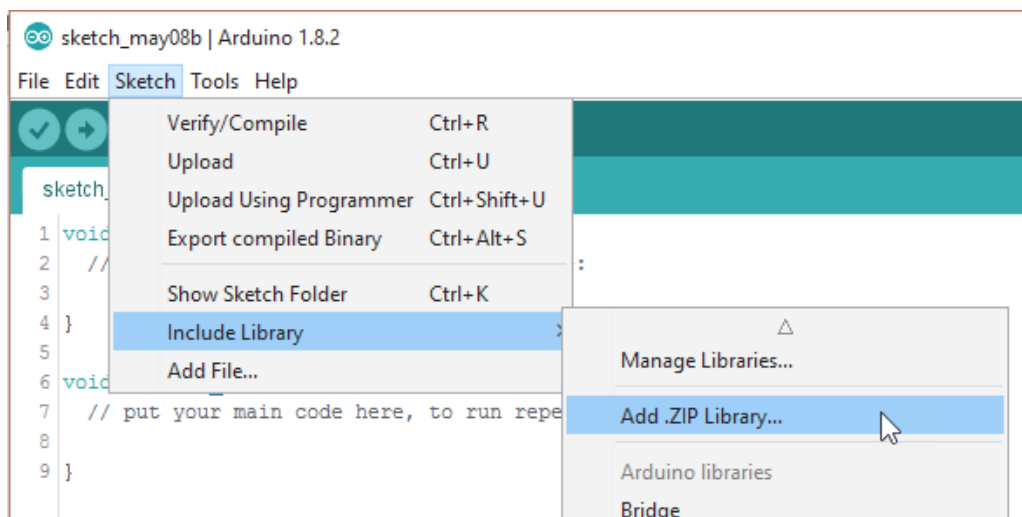 sketch_may08b | Arduino 1.8.2
File Edit Sketch Tools Help
Verify/Compile Ctrl+R
Upload Ctrl+U
Upload Using Programmer Ctrl+Shift+U
Export compiled Binary Ctrl+Alt+S
Show Sketch Folder Ctrl+K
Include Library
Add File...
Manage Libraries...
Add .ZIP Library...
Arduino libraries
Bridge
sketch_
1 void
2 // :
3
4 }
5
6 void
7 // put your main code here, to run repe
8
9 }